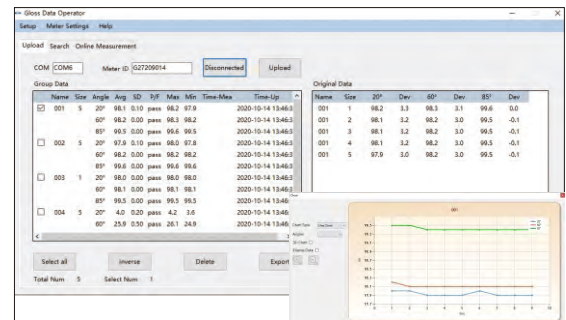 Gloss Data Operator
Setup Meter Settings Help
Upload Search Online Measurement
COM COM6 Meter ID G27209014 Disconnected Upload
Group Data
Name Size Angle Avg SD P/F Max Min Time-Mea Time-Up
001 5 20° 98.1 0.10 pass 98.2 97.9 2020-10-14 13:46:3
60° 98.2 0.00 pass 98.3 98.2 2020-10-14 13:46:3
85° 99.5 0.00 pass 99.6 99.5 2020-10-14 13:46:3
002 5 20° 97.9 0.10 pass 98.0 97.8 2020-10-14 13:46:3
60° 98.2 0.00 pass 98.2 98.2 2020-10-14 13:46:3
85° 99.6 0.00 pass 99.6 99.6 2020-10-14 13:46:3
003 1 20° 98.0 0.00 pass 98.0 98.0 2020-10-14 13:46:3
60° 98.1 0.00 pass 98.1 98.1 2020-10-14 13:46:3
85° 99.5 0.00 pass 99.5 99.5 2020-10-14 13:46:3
004 5 20° 4.0 0.20 pass 4.2 3.6 2020-10-14 13:46
60° 25.9 0.50 pass 26.1 24.9 2020-10-14 13:46
Select all Inverse Delete Export
Total Num 5 Select Num 1
Original Data
Name Size 20° Dev 60° Dev 85° Dev
001 1 98.2 3.3 98.3 3.1 99.6 0.0
001 2 98.1 3.2 98.2 3.0 99.5 -0.1
001 3 98.1 3.2 98.2 3.0 99.5 -0.1
001 4 98.1 3.2 98.2 3.0 99.5 -0.1
001 5 97.9 3.0 98.2 3.0 99.5 -0.1
001
Chart Type
Angle
1 2 3 4 5 6 7 8 9 10